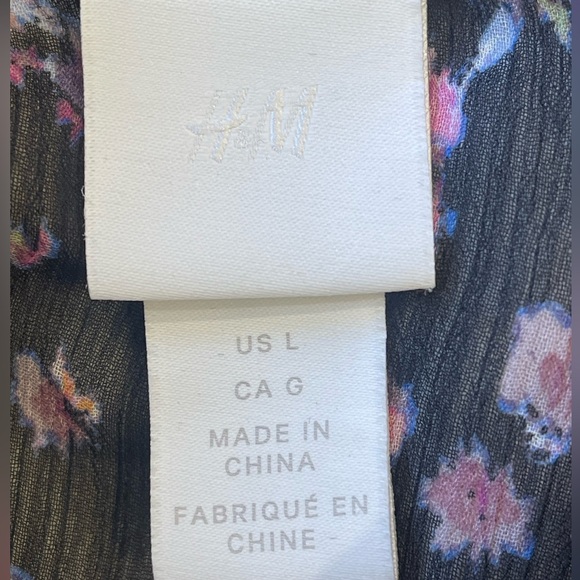 H&M
US L
CA G
MADE IN
CHINA
FABRIQUÉ EN
CHINE